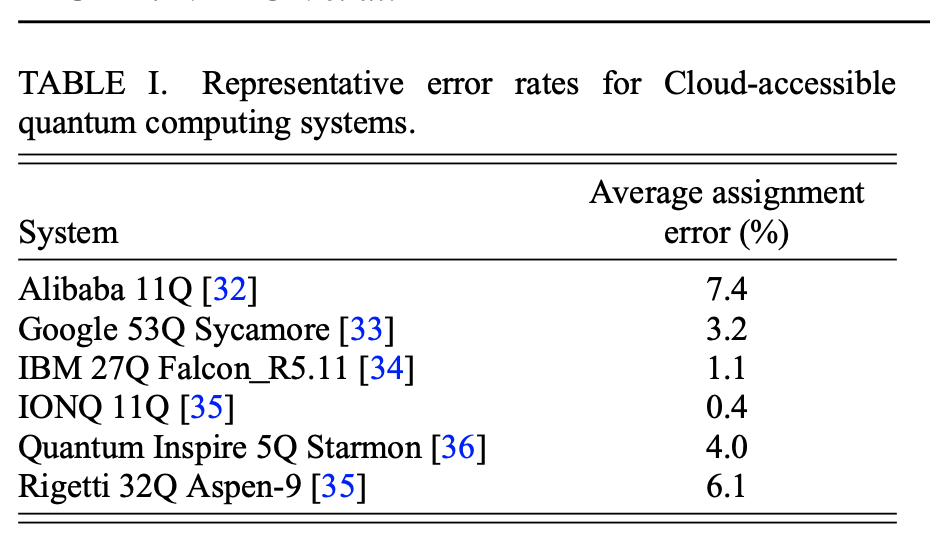 TABLE I. Representative error rates for Cloud-accessible
quantum computing systems.
Average assignment
System error (%)
Alibaba 11Q [32] 7.4
Google 53Q Sycamore [33] 3.2
IBM 27Q Falcon_R5.11 [34] 1.1
IONQ 11Q [35] 0.4
Quantum Inspire 5Q Starmon [36] 4.0
Rigetti 32Q Aspen-9 [35] 6.1